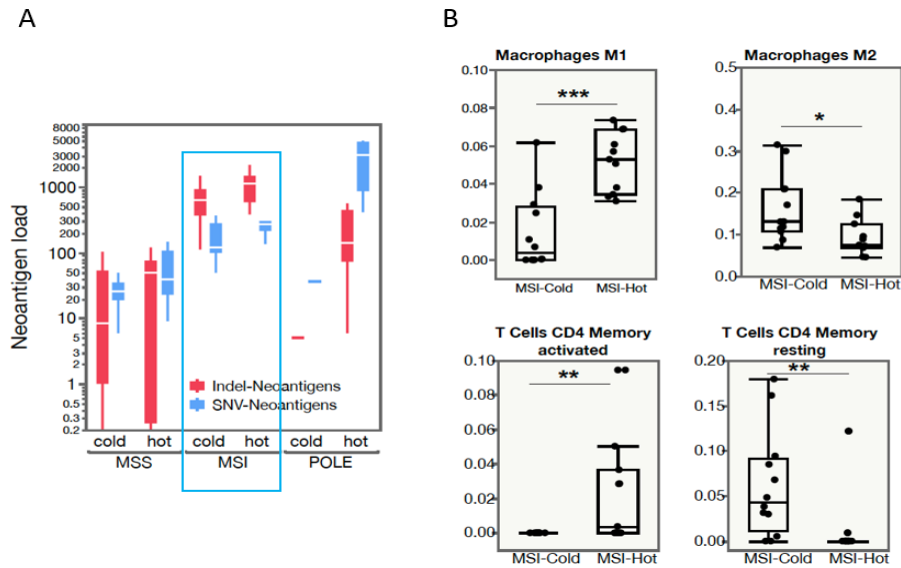 A
B
Neoantigen load
8000
5000
3000
2000
1000
500
300
200
100
50
30
20
10
5
3
2
1
0.5
0.3
0.2
Indel-Neoantigens
SNV-Neoantigens
cold hot cold hot cold hot
MSS MSI POLE
Macrophages M1
0.10
0.08
0.06
0.04
0.02
0.00
***
MSI-Cold MSI-Hot
Macrophages M2
0.5
0.4
0.3
0.2
0.1
0.0
*
MSI-Cold MSI-Hot
T Cells CD4 Memory
activated
0.10
0.08
0.06
0.04
0.02
0.00
**
MSI-Cold MSI-Hot
T Cells CD4 Memory
resting
0.20
0.15
0.10
0.05
0.00
**
MSI-Cold MSI-Hot